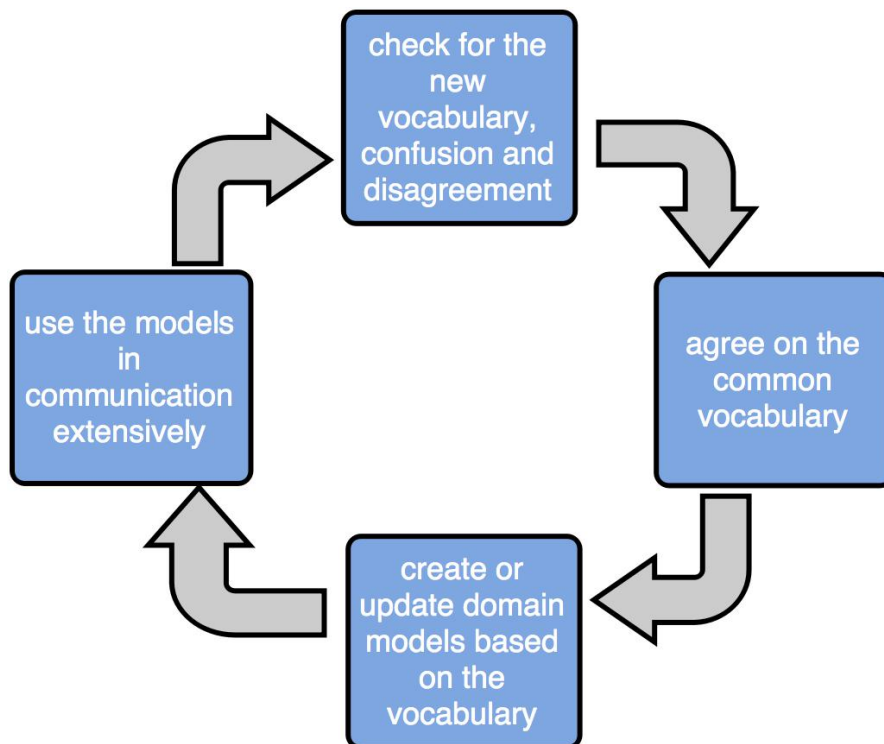 check for the
new
vocabulary,
confusion and
disagreement
agree on the
common
vocabulary
create or
update domain
models based
on the
vocabulary
use the models
in
communication
extensively